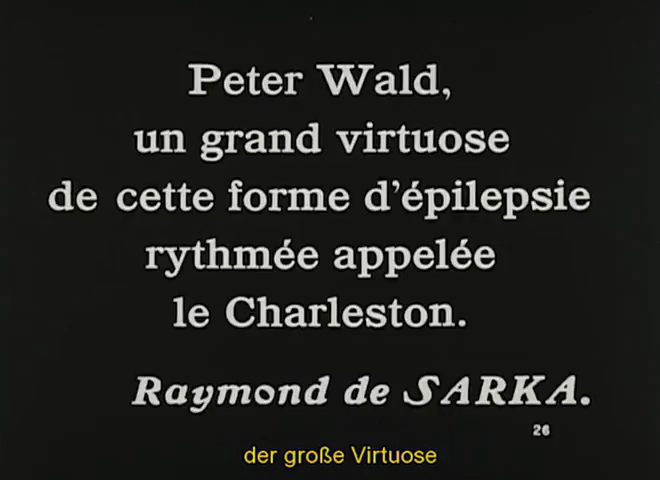 Peter Wald,
un grand virtuose
de cette forme d'épilepsie
rythmée appelée
le Charleston.
Raymond de SARKA.
26
der große Virtuose